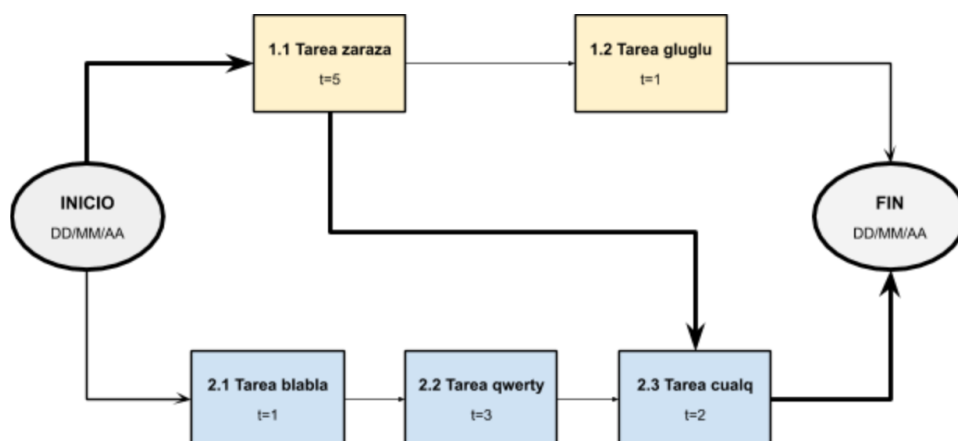 1.1 Tarea zaraza
t=5
1.2 Tarea gluglu
t=1
INICIO
DD/MM/AA
FIN
DD/MM/AA
2.1 Tarea blabla
t=1
2.2 Tarea qwerty
t=3
2.3 Tarea cualq
t=2